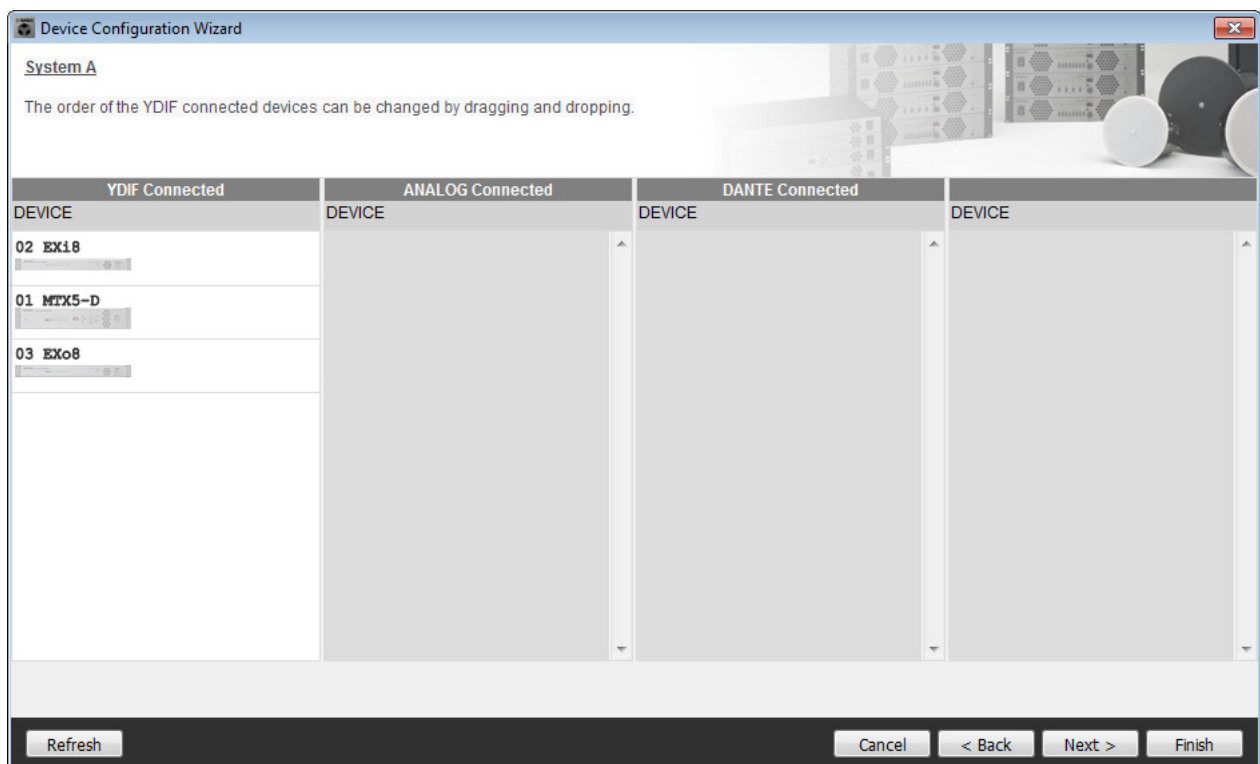 Device Configuration Wizard
System A
The order of the YDIF connected devices can be changed by dragging and dropping.
YDIF Connected
ANALOG Connected
DANTE Connected
DEVICE
DEVICE
DEVICE
DEVICE
02 EXi8
01 MTX5-D
03 EXo8
Refresh
Cancel
< Back
Next >
Finish